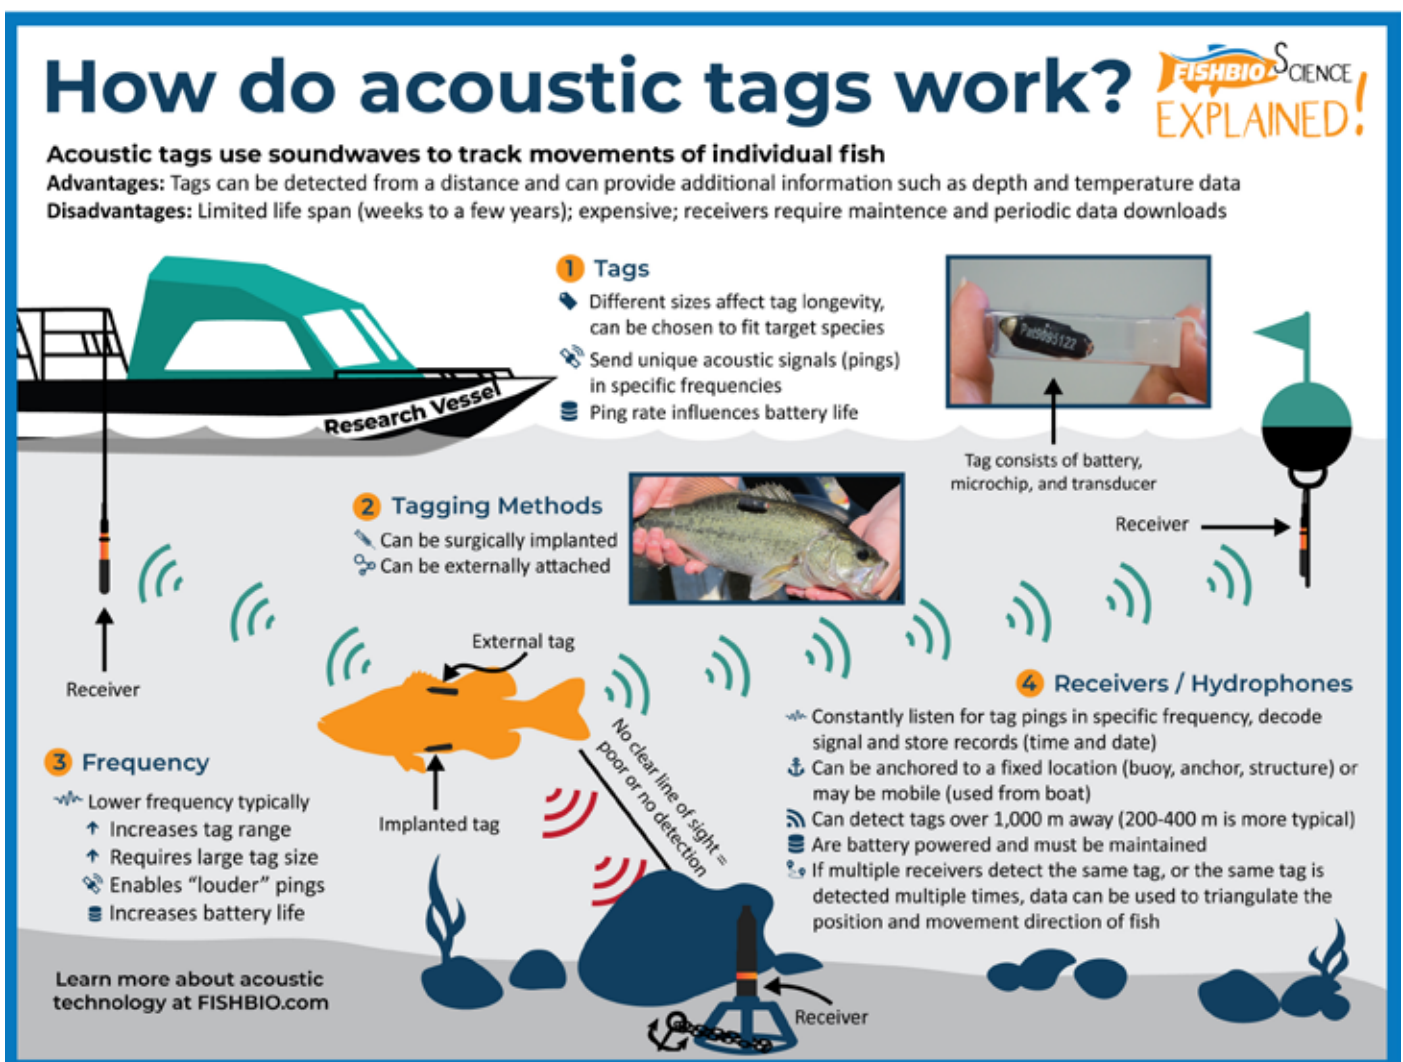 How do acoustic tags work?
FISHBIO SCIENCE
EXPLAINED!
Acoustic tags use soundwaves to track movements of individual fish
Advantages: Tags can be detected from a distance and can provide additional information such as depth and temperature data
Disadvantages: Limited life span (weeks to a few years); expensive; receivers require maintence and periodic data downloads
1 Tags
Different sizes affect tag longevity,
can be chosen to fit target species
Send unique acoustic signals (pings)
in specific frequencies
Ping rate influences battery life
Pat9095122
Tag consists of battery,
microchip, and transducer
Research Vessel
Receiver
2 Tagging Methods
Can be surgically implanted
Can be externally attached
Receiver
External tag
Implanted tag
No clear line of sight =
poor or no detection
3 Frequency
Lower frequency typically
Increases tag range
Requires large tag size
Enables “louder” pings
Increases battery life
4 Receivers / Hydrophones
Constantly listen for tag pings in specific frequency, decode
signal and store records (time and date)
Can be anchored to a fixed location (buoy, anchor, structure) or
may be mobile (used from boat)
Can detect tags over 1,000 m away (200-400 m is more typical)
Are battery powered and must be maintained
If multiple receivers detect the same tag, or the same tag is
detected multiple times, data can be used to triangulate the
position and movement direction of fish
Learn more about acoustic
technology at FISHBIO.com
Receiver